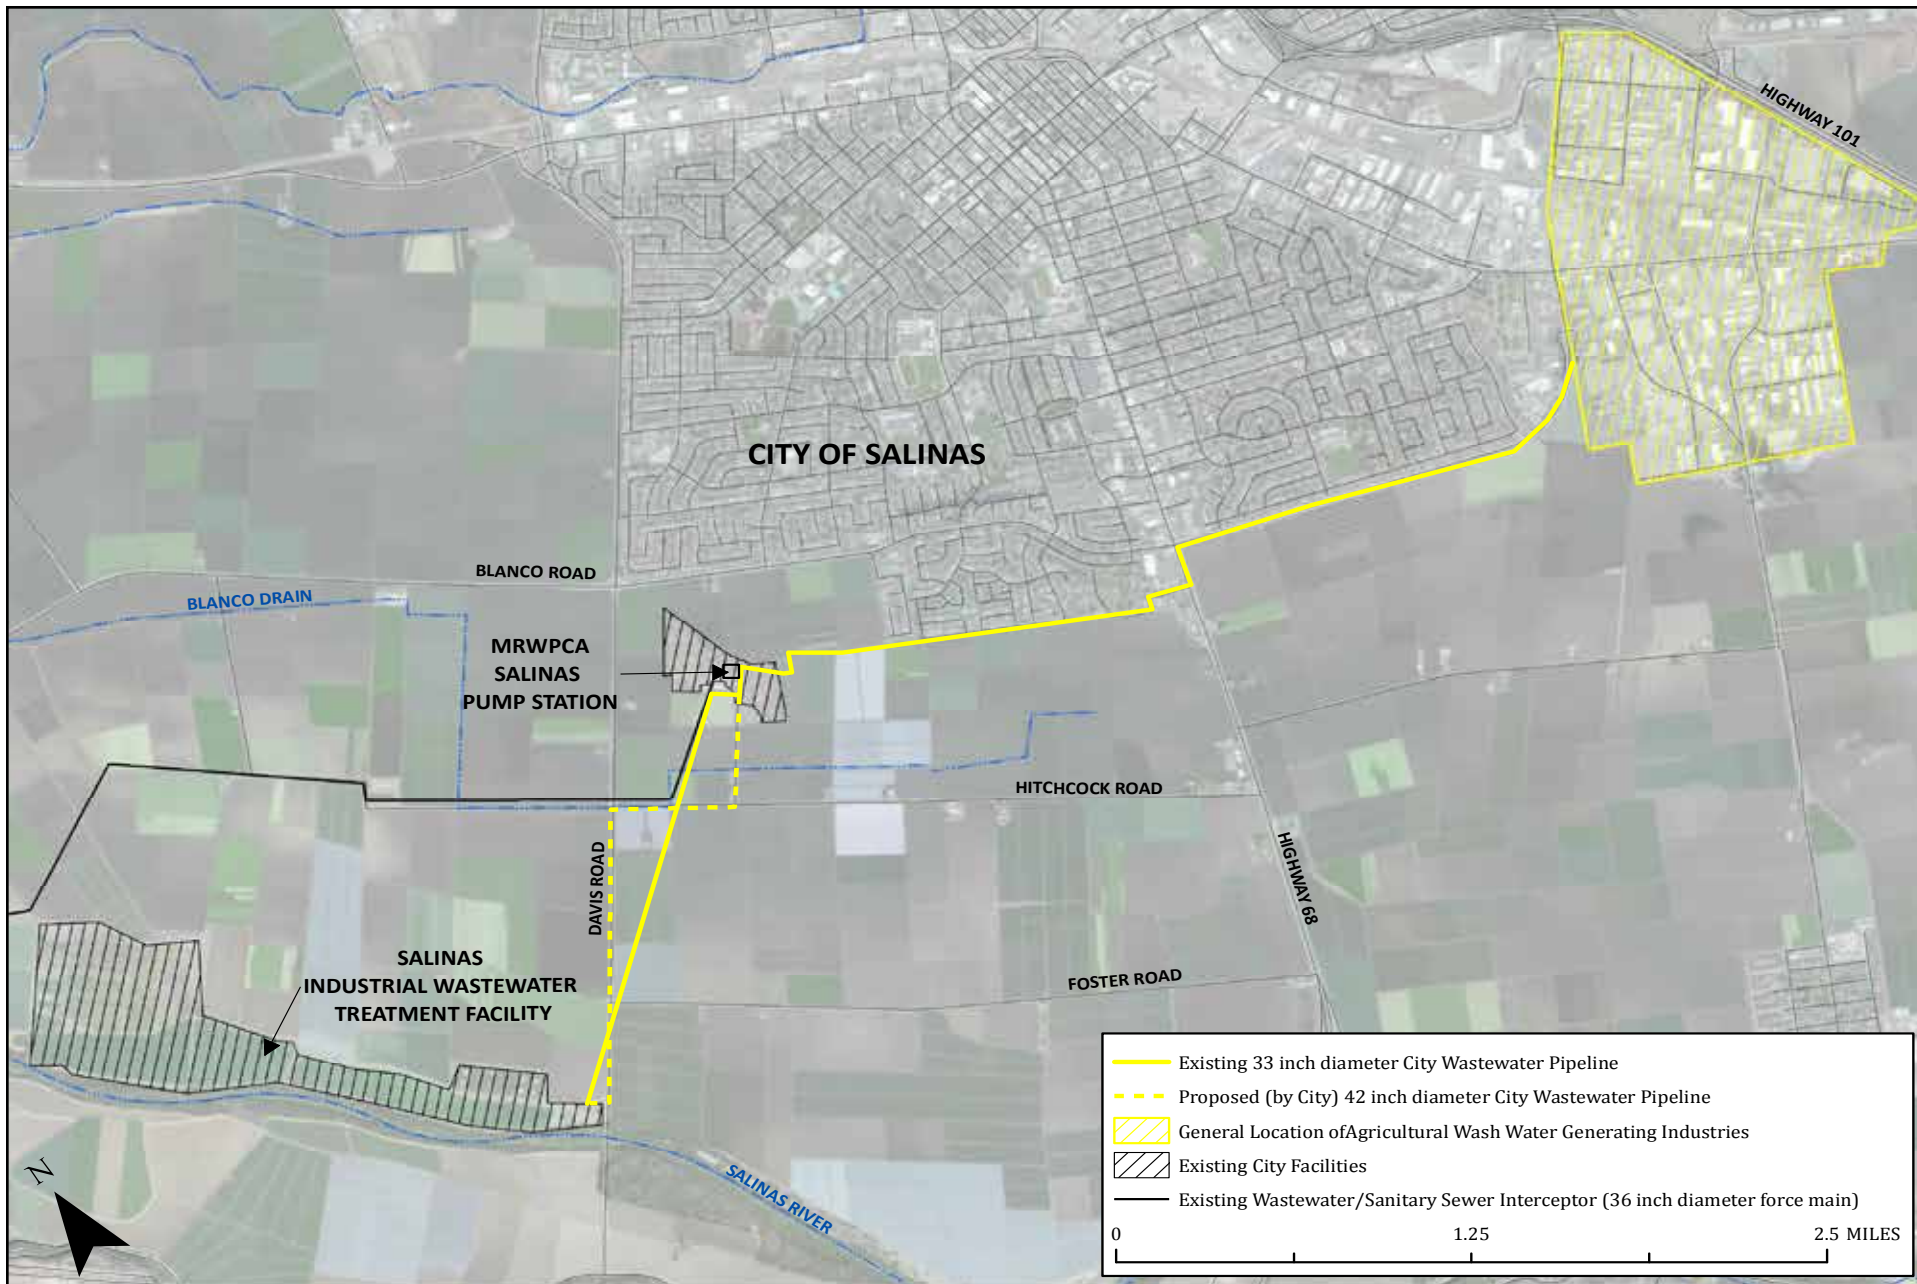 HIGHWAY 101
CITY OF SALINAS
BLANCO ROAD
BLANCO DRAIN
MRWPCA
SALINAS
PUMP STATION
HITCHCOCK ROAD
DAVIS ROAD
HIGHWAY 68
SALINAS
INDUSTRIAL WASTEWATER
TREATMENT FACILITY
FOSTER ROAD
SALINAS RIVER
N
Existing 33 inch diameter City Wastewater Pipeline
Proposed (by City) 42 inch diameter City Wastewater Pipeline
General Location ofAgricultural Wash Water Generating Industries
Existing City Facilities
Existing Wastewater/Sanitary Sewer Interceptor (36 inch diameter force main)
0 1.25 2.5 MILES